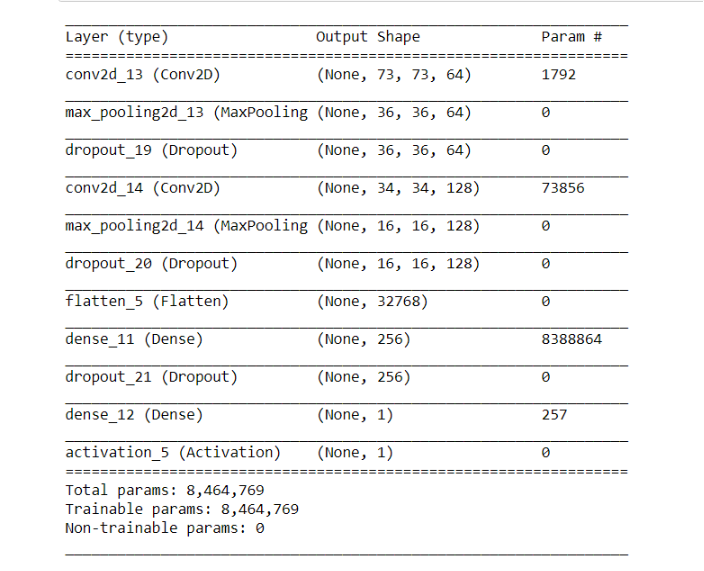 Layer (type) Output Shape Param #
=================================================================
conv2d_13 (Conv2D) (None, 73, 73, 64) 1792
max_pooling2d_13 (MaxPooling (None, 36, 36, 64) 0
dropout_19 (Dropout) (None, 36, 36, 64) 0
conv2d_14 (Conv2D) (None, 34, 34, 128) 73856
max_pooling2d_14 (MaxPooling (None, 16, 16, 128) 0
dropout_20 (Dropout) (None, 16, 16, 128) 0
flatten_5 (Flatten) (None, 32768) 0
dense_11 (Dense) (None, 256) 8388864
dropout_21 (Dropout) (None, 256) 0
dense_12 (Dense) (None, 1) 257
activation_5 (Activation) (None, 1) 0
=================================================================
Total params: 8,464,769
Trainable params: 8,464,769
Non-trainable params: 0